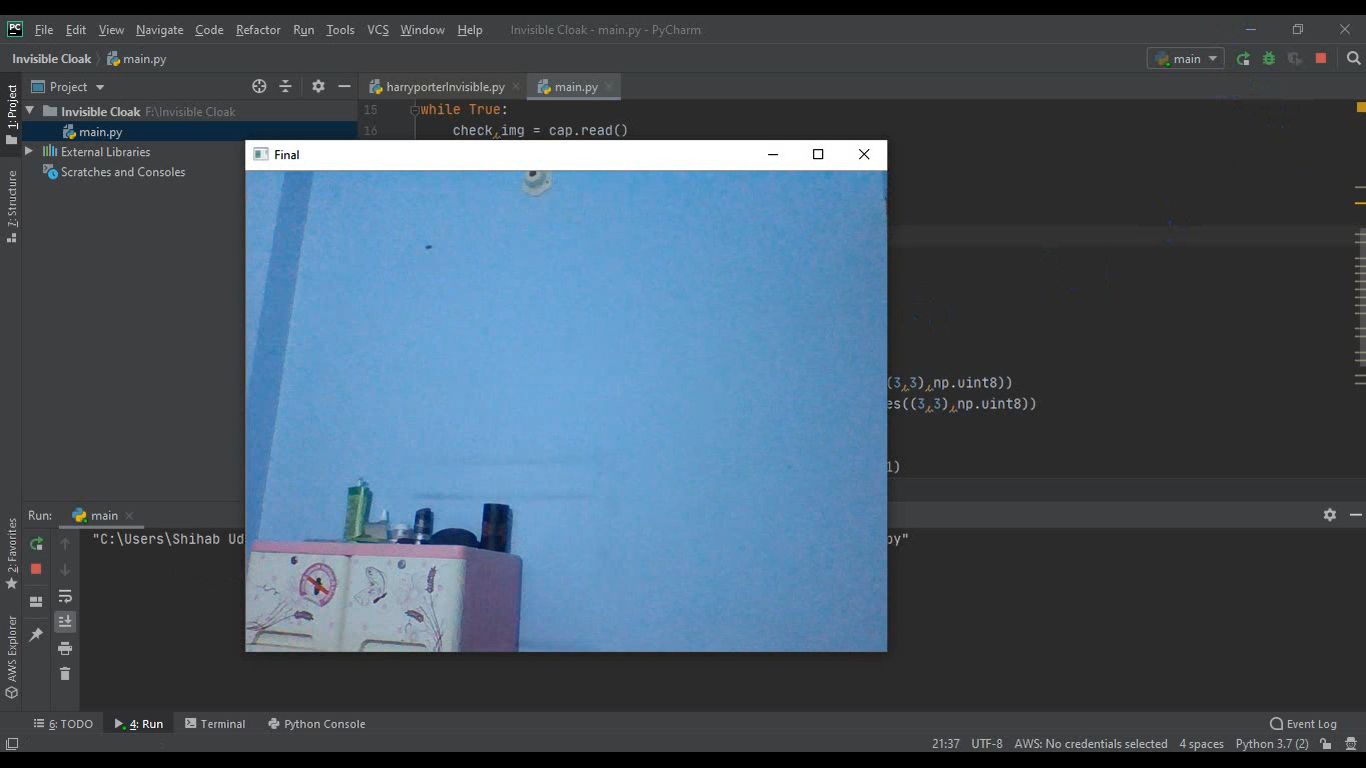 PC File Edit View Navigate Code Refactor Run Tools VCS Window Help Invisible Cloak - main.py - PyCharm
Invisible Cloak main.py main
1: Project
Project harryporterInvisible.py main.py
Invisible Cloak F:\Invisible Cloak
main.py
External Libraries
Scratches and Consoles
7: Structure
15 while True:
16 check,img = cap.read()
Final
(3,3),np.uint8))
es((3,3),np.uint8))
1)
2: Favorites
AWS Explorer
Run: main
"C:\Users\Shihab Ud py"
6: TODO 4: Run Terminal Python Console Event Log
21:37 UTF-8 AWS: No credentials selected 4 spaces Python 3.7 (2)